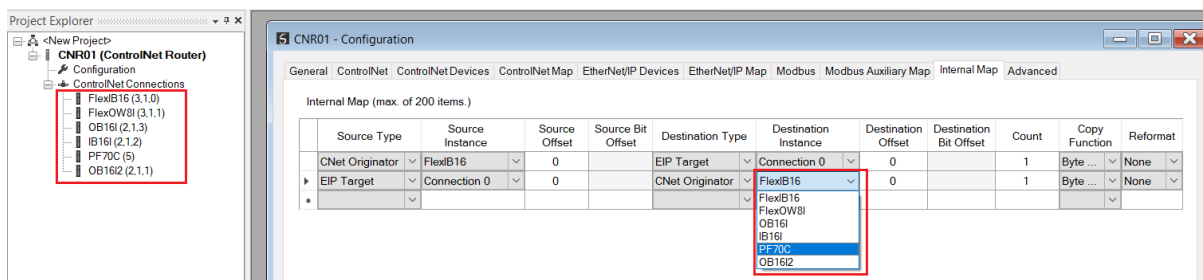 Project Explorer
<New Project>
CNR01 (ControlNet Router)
Configuration
ControlNet Connections
FlexIB16 (3,1,0)
FlexOW8I (3,1,1)
OB16I (2,1,3)
IB16I (2,1,2)
PF70C (5)
OB16I2 (2,1,1)
CNR01 - Configuration
General ControlNet ControlNet Devices ControlNet Map EtherNet/IP Devices EtherNet/IP Map Modbus Modbus Auxiliary Map Internal Map Advanced
Internal Map (max. of 200 items.)
Source Type Source Instance Source Offset Source Bit Offset Destination Type Destination Instance Destination Offset Destination Bit Offset Count Copy Function Reformat
CNet Originator FlexIB16 0 EIP Target Connection 0 0 1 Byte ... None
EIP Target Connection 0 0 CNet Originator FlexIB16 0 1 Byte ... None
FlexIB16
FlexOW8I
OB16I
IB16I
PF70C
OB16I2